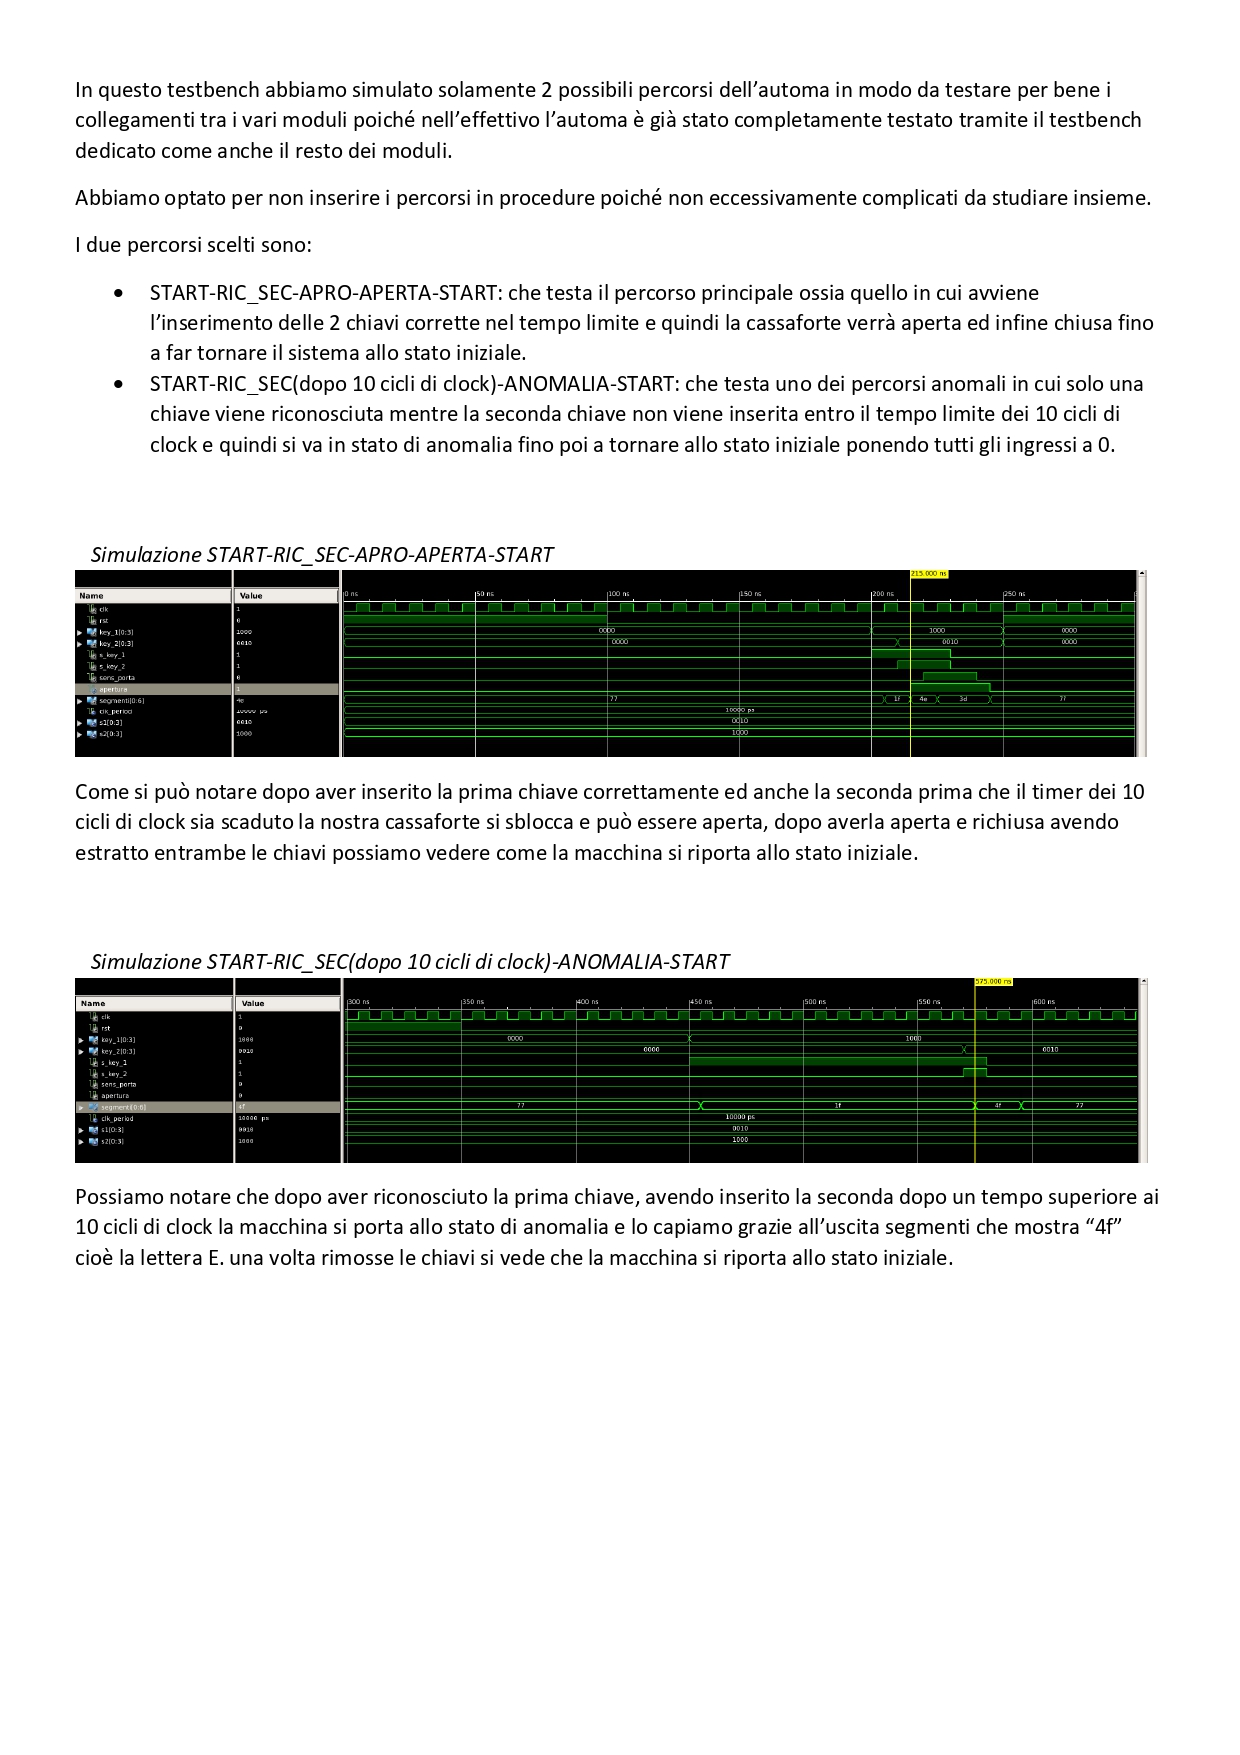 In questo testbench abbiamo simulato solamente 2 possibili percorsi dell’automa in modo da testare per bene i
collegamenti tra i vari moduli poiché nell’effettivo l’automa è già stato completamente testato tramite il testbench
dedicato come anche il resto dei moduli.
Abbiamo optato per non inserire i percorsi in procedure poiché non eccessivamente complicati da studiare insieme.
I due percorsi scelti sono:
• START-RIC_SEC-APRO-APERTA-START: che testa il percorso principale ossia quello in cui avviene
l’inserimento delle 2 chiavi corrette nel tempo limite e quindi la cassaforte verrà aperta ed infine chiusa fino
a far tornare il sistema allo stato iniziale.
• START-RIC_SEC(dopo 10 cicli di clock)-ANOMALIA-START: che testa uno dei percorsi anomali in cui solo una
chiave viene riconosciuta mentre la seconda chiave non viene inserita entro il tempo limite dei 10 cicli di
clock e quindi si va in stato di anomalia fino poi a tornare allo stato iniziale ponendo tutti gli ingressi a 0.
Simulazione START-RIC_SEC-APRO-APERTA-START
215.000 ns
Name Value 0 ns 50 ns 100 ns 150 ns 200 ns 250 ns
clk 1
rst 0
key_1[0:3] 1000 0000 1000 0000
key_2[0:3] 0010 0000 0010 0000
s_key_1 1
s_key_2 1
sens_porta 0
apertura 1
segmenti[0:6] 4e 77 1f 4e 3d 77
clk_period 10000 ps 10000 ps
s1[0:3] 0010 0010
s2[0:3] 1000 1000
Come si può notare dopo aver inserito la prima chiave correttamente ed anche la seconda prima che il timer dei 10
cicli di clock sia scaduto la nostra cassaforte si sblocca e può essere aperta, dopo averla aperta e richiusa avendo
estratto entrambe le chiavi possiamo vedere come la macchina si riporta allo stato iniziale.
Simulazione START-RIC_SEC(dopo 10 cicli di clock)-ANOMALIA-START
575.000 ns
Name Value 300 ns 350 ns 400 ns 450 ns 500 ns 550 ns 600 ns
clk 1
rst 0
key_1[0:3] 1000 0000 1000
key_2[0:3] 0010 0000 0010
s_key_1 1
s_key_2 1
sens_porta 0
apertura 0
segmenti[0:6] 4f 77 1f 4f 77
clk_period 10000 ps 10000 ps
s1[0:3] 0010 0010
s2[0:3] 1000 1000
Possiamo notare che dopo aver riconosciuto la prima chiave, avendo inserito la seconda dopo un tempo superiore ai
10 cicli di clock la macchina si porta allo stato di anomalia e lo capiamo grazie all’uscita segmenti che mostra “4f”
cioè la lettera E. una volta rimosse le chiavi si vede che la macchina si riporta allo stato iniziale.